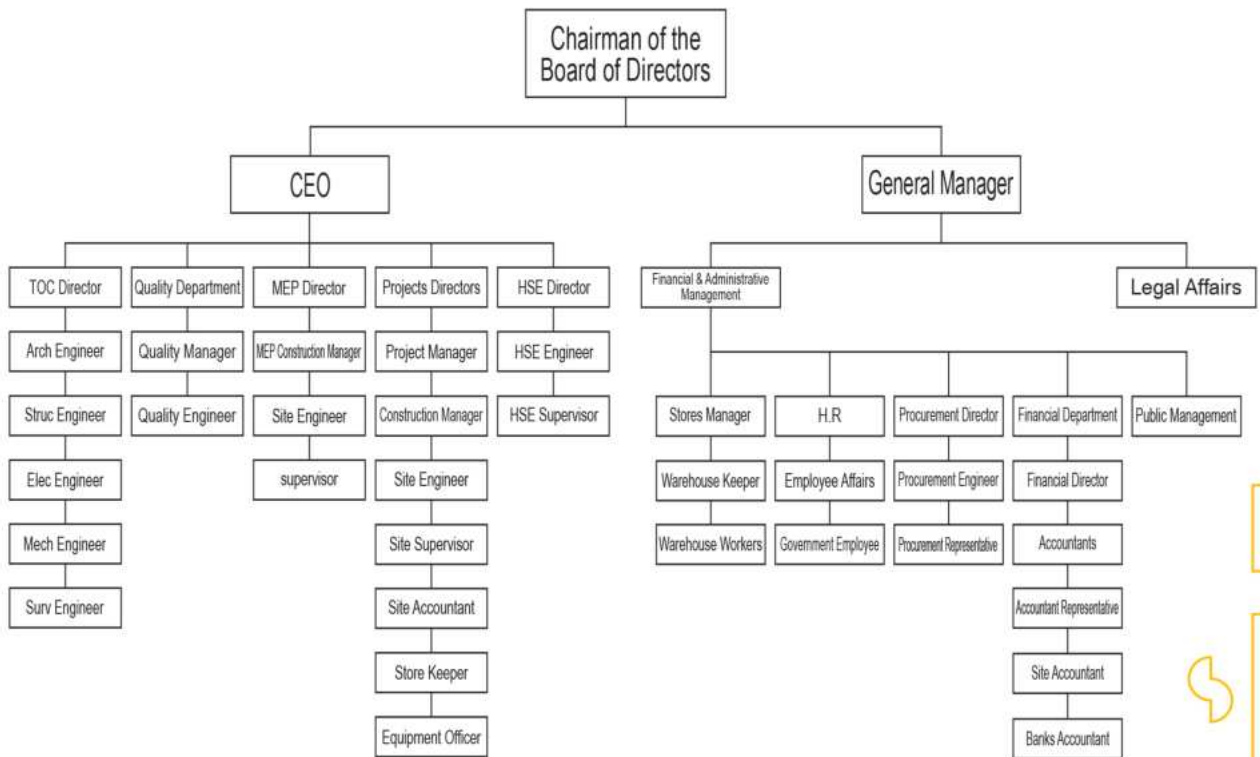 Chairman of the
Board of Directors
CEO
General Manager
TOC Director
Quality Department
MEP Director
Projects Directors
HSE Director
Financial & Administrative
Management
Legal Affairs
Arch Engineer
Quality Manager
MEP Construction Manager
Project Manager
HSE Engineer
Struc Engineer
Quality Engineer
Site Engineer
Construction Manager
HSE Supervisor
Stores Manager
H.R
Procurement Director
Financial Department
Public Management
Elec Engineer
supervisor
Site Engineer
Warehouse Keeper
Employee Affairs
Procurement Engineer
Financial Director
Mech Engineer
Site Supervisor
Warehouse Workers
Government Employee
Procurement Representative
Accountants
Surv Engineer
Site Accountant
Accountant Representative
Store Keeper
Site Accountant
Equipment Officer
Banks Accountant